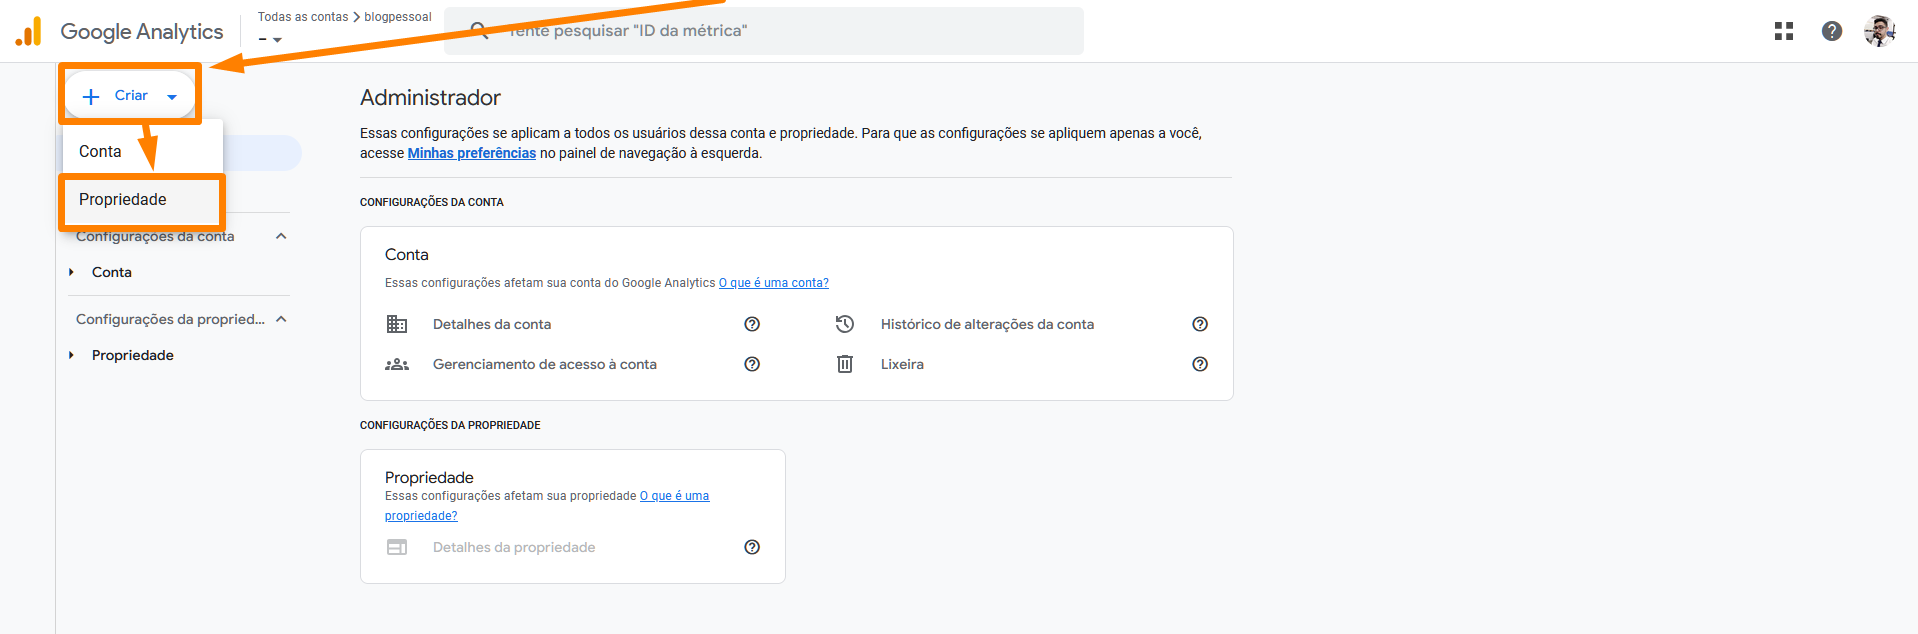 Google Analytics
Todas as contas > blogpessoal
-
Tente pesquisar "ID da métrica"
+ Criar
Conta
Propriedade
Configurações da conta
Conta
Configurações da propried...
Propriedade
Administrador
Essas configurações se aplicam a todos os usuários dessa conta e propriedade. Para que as configurações se apliquem apenas a você,
acesse Minhas preferências no painel de navegação à esquerda.
CONFIGURAÇÕES DA CONTA
Conta
Essas configurações afetam sua conta do Google Analytics O que é uma conta?
Detalhes da conta
Histórico de alterações da conta
Gerenciamento de acesso à conta
Lixeira
CONFIGURAÇÕES DA PROPRIEDADE
Propriedade
Essas configurações afetam sua propriedade O que é uma
propriedade?
Detalhes da propriedade